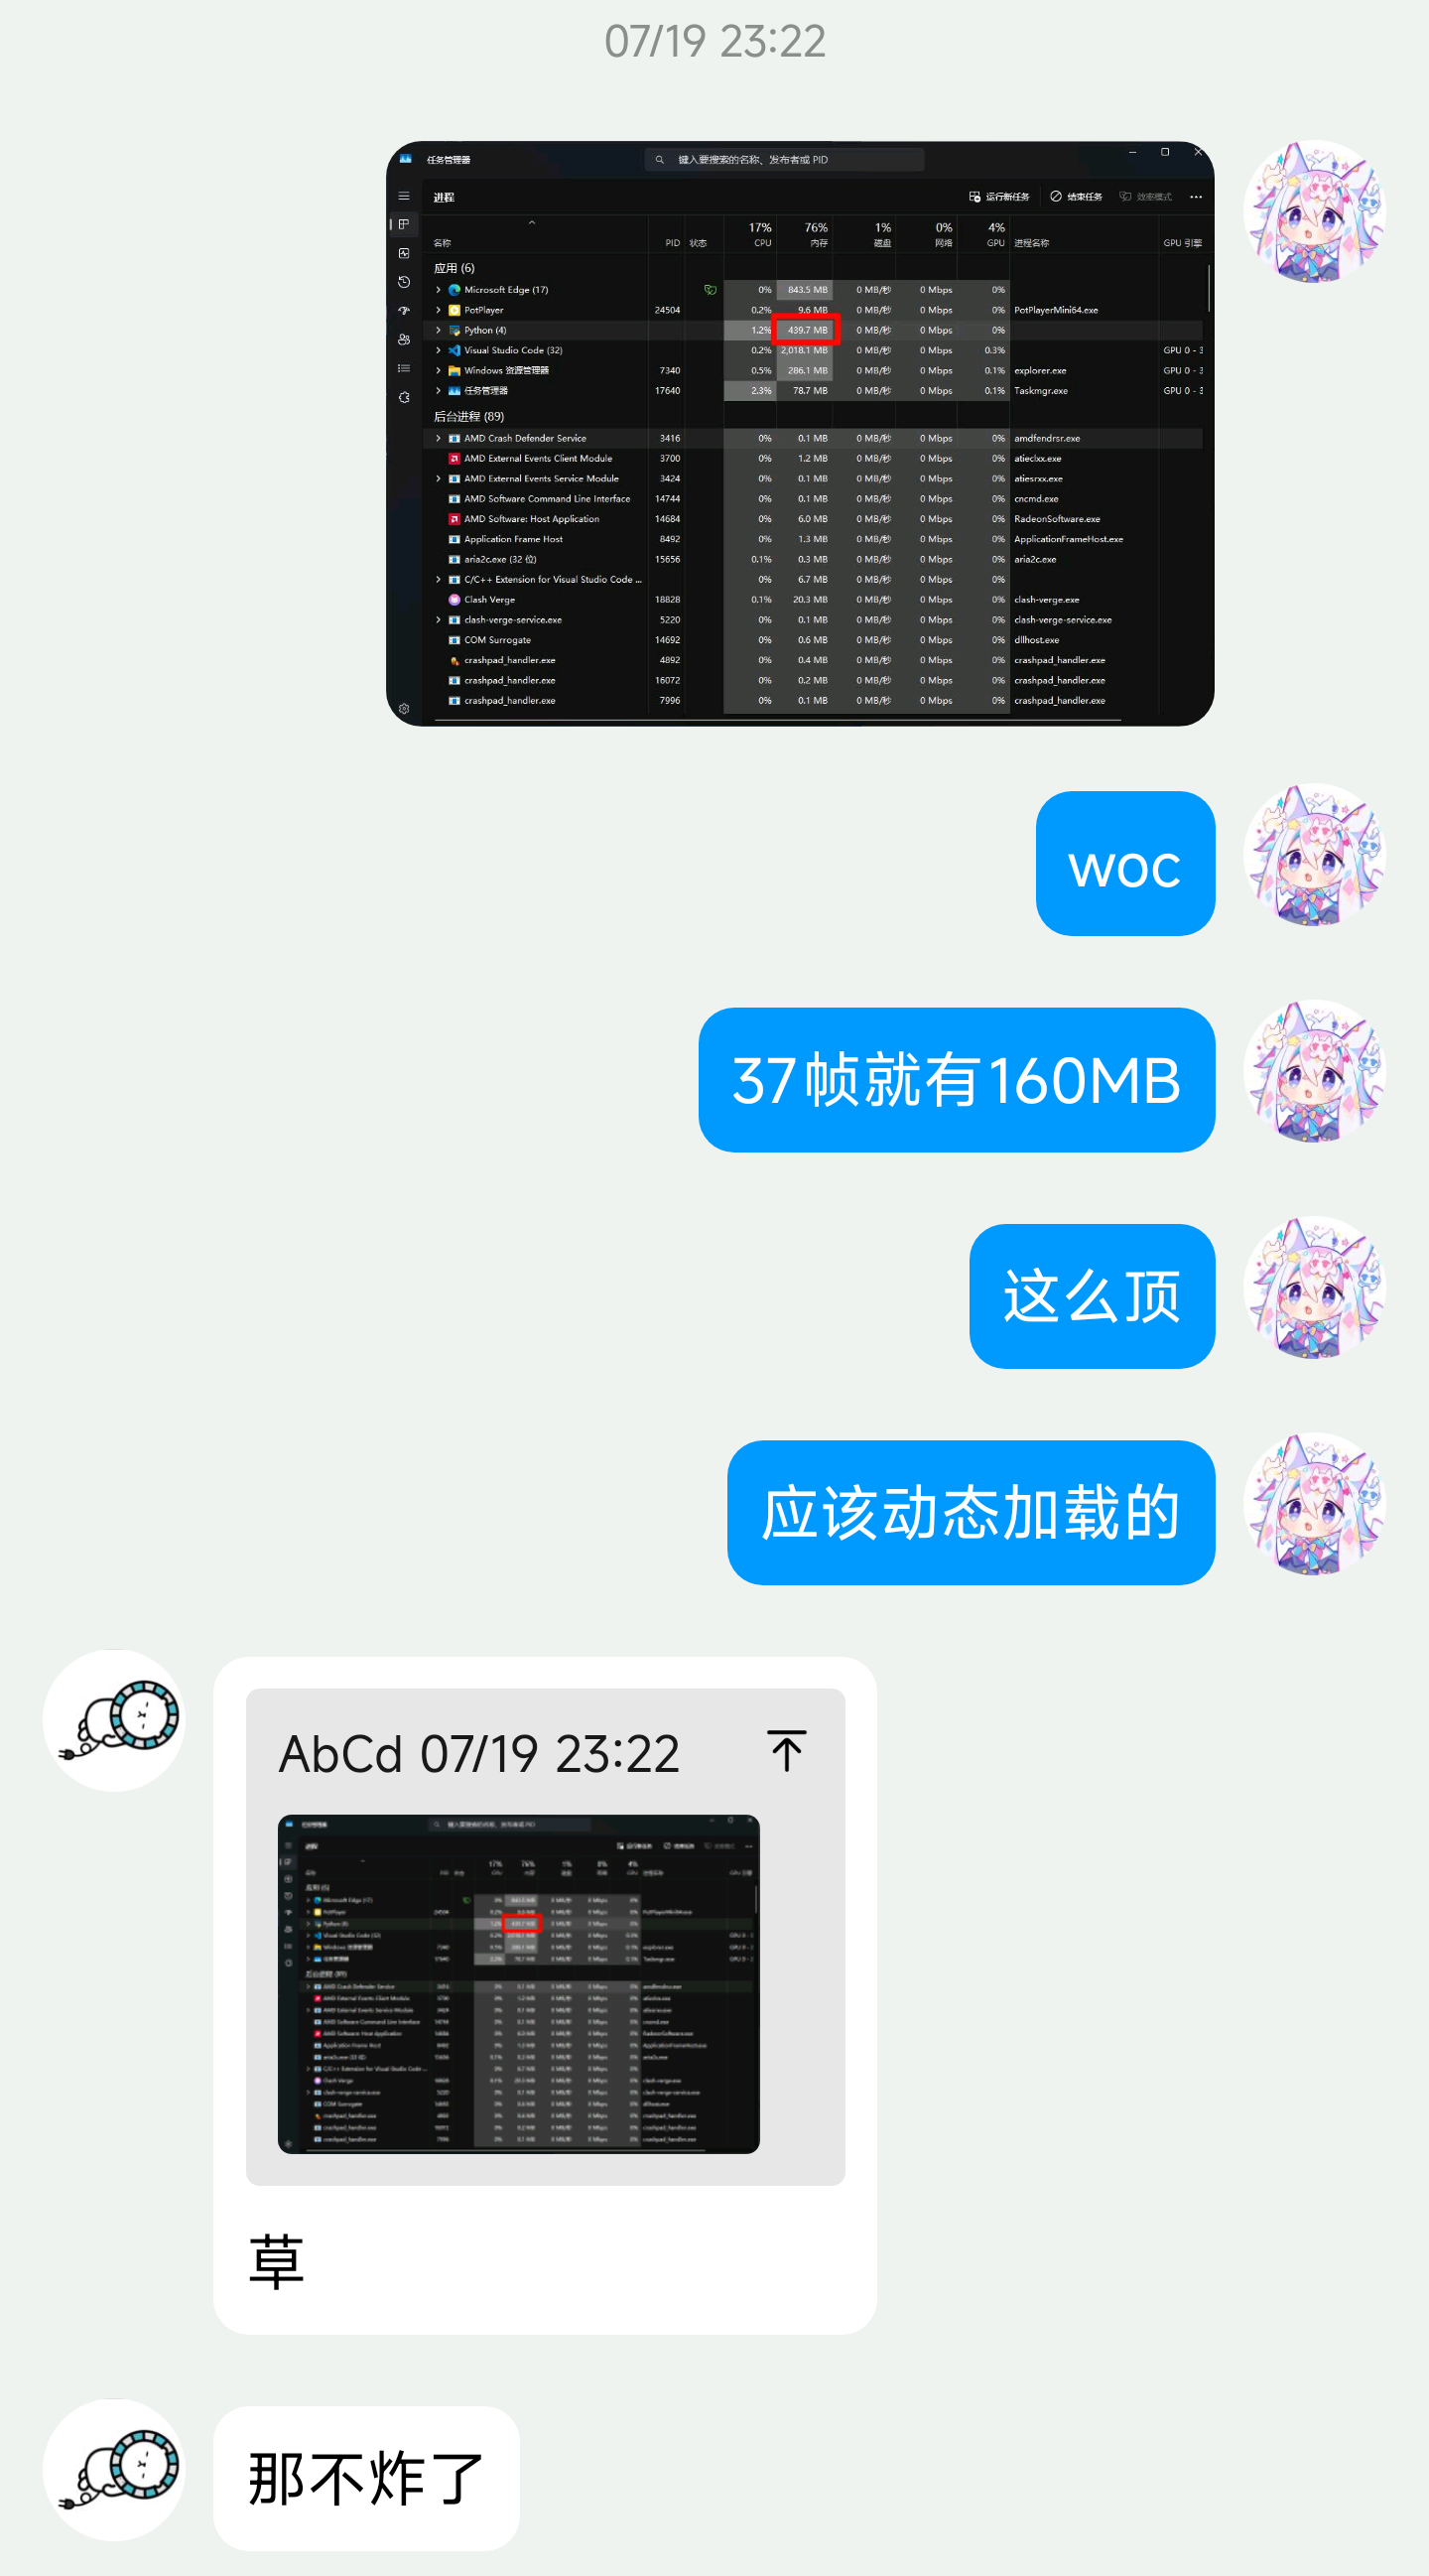 07/19 23:22
任务管理器
键入要搜索的名称、发布者或 PID
进程
运行新任务 结束任务 效率模式
17% 76% 1% 0% 4%
名称 PID 状态 CPU 内存 磁盘 网络 GPU 进程名称 GPU 引擎
应用 (6)
Microsoft Edge (17) 0% 843.5 MB 0 MB/秒 0 Mbps 0%
PotPlayer 24504 0.2% 9.6 MB 0 MB/秒 0 Mbps 0% PotPlayerMini64.exe
Python (4) 1.2% 439.7 MB 0 MB/秒 0 Mbps 0%
Visual Studio Code (32) 0.2% 2,018.1 MB 0 MB/秒 0 Mbps 0.3% GPU 0 - 3
Windows 资源管理器 7340 0.5% 286.1 MB 0 MB/秒 0 Mbps 0.1% explorer.exe GPU 0 - 3
任务管理器 17640 2.3% 78.7 MB 0 MB/秒 0 Mbps 0.1% Taskmgr.exe GPU 0 - 3
后台进程 (89)
AMD Crash Defender Service 3416 0% 0.1 MB 0 MB/秒 0 Mbps 0% amdfendrsr.exe
AMD External Events Client Module 3700 0% 1.2 MB 0 MB/秒 0 Mbps 0% atieclxx.exe
AMD External Events Service Module 3424 0% 0.1 MB 0 MB/秒 0 Mbps 0% atiesrxx.exe
AMD Software Command Line Interface 14744 0% 0.1 MB 0 MB/秒 0 Mbps 0% cncmd.exe
AMD Software: Host Application 14684 0% 6.0 MB 0 MB/秒 0 Mbps 0% RadeonSoftware.exe
Application Frame Host 8492 0% 1.3 MB 0 MB/秒 0 Mbps 0% ApplicationFrameHost.exe
aria2c.exe (32 位) 15656 0.1% 0.3 MB 0 MB/秒 0 Mbps 0% aria2c.exe
C/C++ Extension for Visual Studio Code ... 0% 6.7 MB 0 MB/秒 0 Mbps 0%
Clash Verge 18828 0.1% 20.3 MB 0 MB/秒 0 Mbps 0% clash-verge.exe
clash-verge-service.exe 5220 0% 0.1 MB 0 MB/秒 0 Mbps 0% clash-verge-service.exe
COM Surrogate 14692 0% 0.6 MB 0 MB/秒 0 Mbps 0% dllhost.exe
crashpad_handler.exe 4892 0% 0.4 MB 0 MB/秒 0 Mbps 0% crashpad_handler.exe
crashpad_handler.exe 16072 0% 0.2 MB 0 MB/秒 0 Mbps 0% crashpad_handler.exe
crashpad_handler.exe 7996 0% 0.1 MB 0 MB/秒 0 Mbps 0% crashpad_handler.exe
woc
37帧就有160MB
这么顶
应该动态加载的
AbCd 07/19 23:22
草
那不炸了